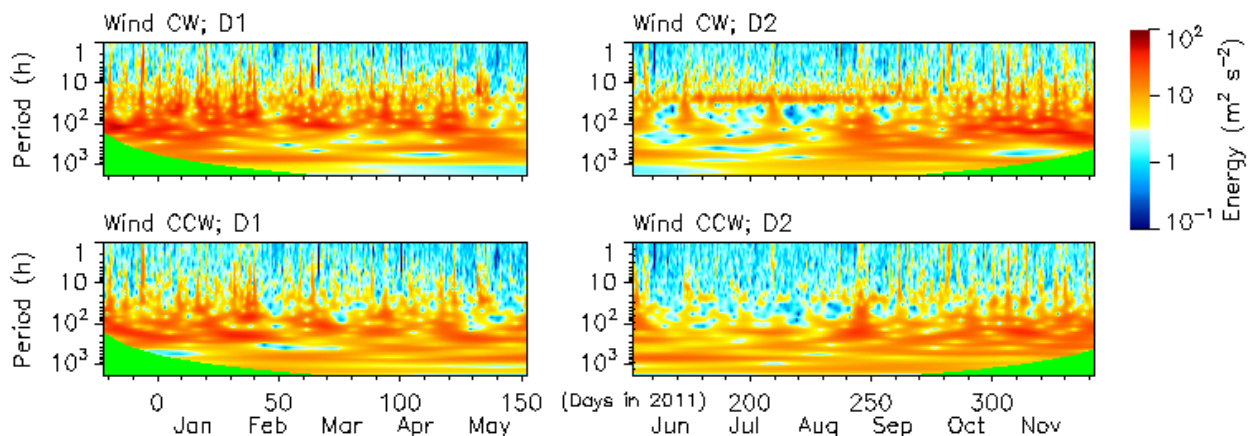 Wind CW; D1
Wind CW; D2
Period (h)
1
10
10²
10³
10²
10
1
10⁻¹
Energy (m² s⁻²)
Wind CCW; D1
Wind CCW; D2
Period (h)
1
10
10²
10³
0 50 100 150 (Days in 2011) 200 250 300
Jan Feb Mar Apr May Jun Jul Aug Sep Oct Nov